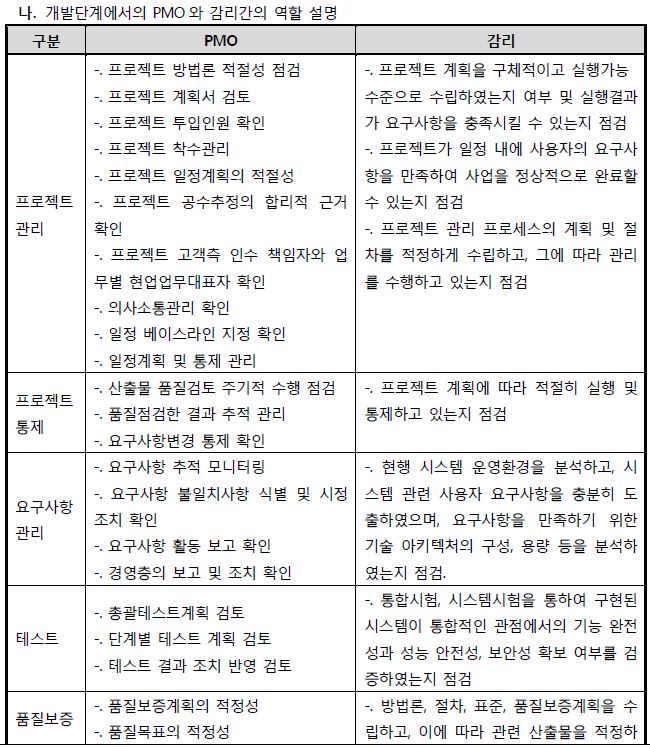 나. 개발단계에서의 PMO 와 감리간의 역할 설명
구분
PMO
감리
프로젝트
관리
-. 프로젝트 방법론 적절성 점검
-. 프로젝트 계획서 검토
-. 프로젝트 투입인원 확인
-. 프로젝트 착수관리
-. 프로젝트 일정계획의 적절성
-. 프로젝트 공수추정의 합리적 근거
확인
-. 프로젝트 고객측 인수 책임자와 업
무별 현업업무대표자 확인
-. 의사소통관리 확인
-. 일정 베이스라인 지정 확인
-. 일정계획 및 통제 관리
-. 프로젝트 계획을 구체적이고 실행가능
수준으로 수립하였는지 여부 및 실행결과
가 요구사항을 충족시킬 수 있는지 점검
-. 프로젝트가 일정 내에 사용자의 요구사
항을 만족하여 사업을 정상적으로 완료할
수 있는지 점검
-. 프로젝트 관리 프로세스의 계획 및 절
차를 적정하게 수립하고, 그에 따라 관리
를 수행하고 있는지 점검
프로젝트
통제
-. 산출물 품질검토 주기적 수행 점검
-. 품질점검한 결과 추적 관리
-. 요구사항변경 통제 확인
-. 프로젝트 계획에 따라 적절히 실행 및
통제하고 있는지 점검
요구사항
관리
-. 요구사항 추적 모니터링
-. 요구사항 불일치사항 식별 및 시정
조치 확인
-. 요구사항 활동 보고 확인
-. 경영층의 보고 및 조치 확인
-. 현행 시스템 운영환경을 분석하고, 시
스템 관련 사용자 요구사항을 충분히 도
출하였으며, 요구사항을 만족하기 위한
기술 아키텍처의 구성, 용량 등을 분석하
였는지 점검.
테스트
-. 총괄테스트계획 검토
-. 단계별 테스트 계획 검토
-. 테스트 결과 조치 반영 검토
-. 통합시험, 시스템시험을 통하여 구현된
시스템이 통합적인 관점에서의 기능 완전
성과 성능 안전성, 보안성 확보 여부를 검
증하였는지 점검
품질보증
-. 품질보증계획의 적정성
-. 품질목표의 적정성
-. 방법론, 절차, 표준, 품질보증계획을 수
립하고, 이에 따라 관련 산출물을 적정하